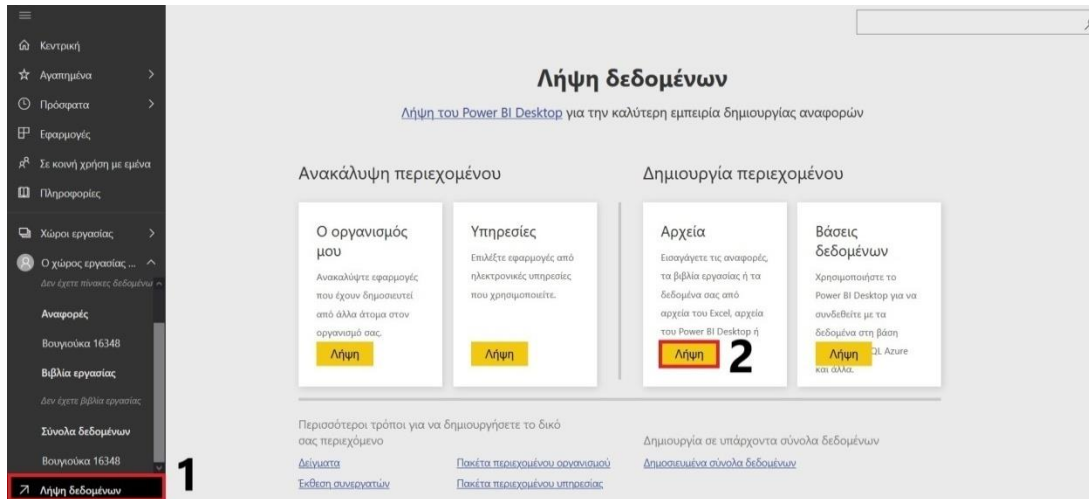 Κεντρική
Αγαπημένα
Πρόσφατα
Εφαρμογές
Σε κοινή χρήση με εμένα
Πληροφορίες
Χώροι εργασίας
Ο χώρος εργασίας ...
Δεν έχετε πίνακες δεδομένω
Αναφορές
Βουγιούκα 16348
Βιβλία εργασίας
Δεν έχετε βιβλία εργασίας
Σύνολα δεδομένων
Βουγιούκα 16348
Λήψη δεδομένων
1
Λήψη δεδομένων
Λήψη του Power BI Desktop για την καλύτερη εμπειρία δημιουργίας αναφορών
Ανακάλυψη περιεχομένου
Ο οργανισμός
μου
Ανακαλύψτε εφαρμογές
που έχουν δημοσιευτεί
από άλλα άτομα στον
οργανισμό σας.
Λήψη
Υπηρεσίες
Επιλέξτε εφαρμογές από
ηλεκτρονικές υπηρεσίες
που χρησιμοποιείτε.
Λήψη
Δημιουργία περιεχομένου
Αρχεία
Εισαγάγετε τις αναφορές,
τα βιβλία εργασίας ή τα
δεδομένα σας από
αρχεία του Excel, αρχεία
του Power BI Desktop ή
Λήψη
2
Βάσεις
δεδομένων
Χρησιμοποιήστε το
Power BI Desktop για να
συνδεθείτε με τα
δεδομένα στη βάση
Λήψη
QL Azure
και άλλα.
Περισσότεροι τρόποι για να δημιουργήσετε το δικό
σας περιεχόμενο
Δείγματα
Πακέτα περιεχομένου οργανισμού
Έκθεση συνεργατών
Πακέτα περιεχομένου υπηρεσίας
Δημιουργία σε υπάρχοντα σύνολα δεδομένων
Δημοσιευμένα σύνολα δεδομένων